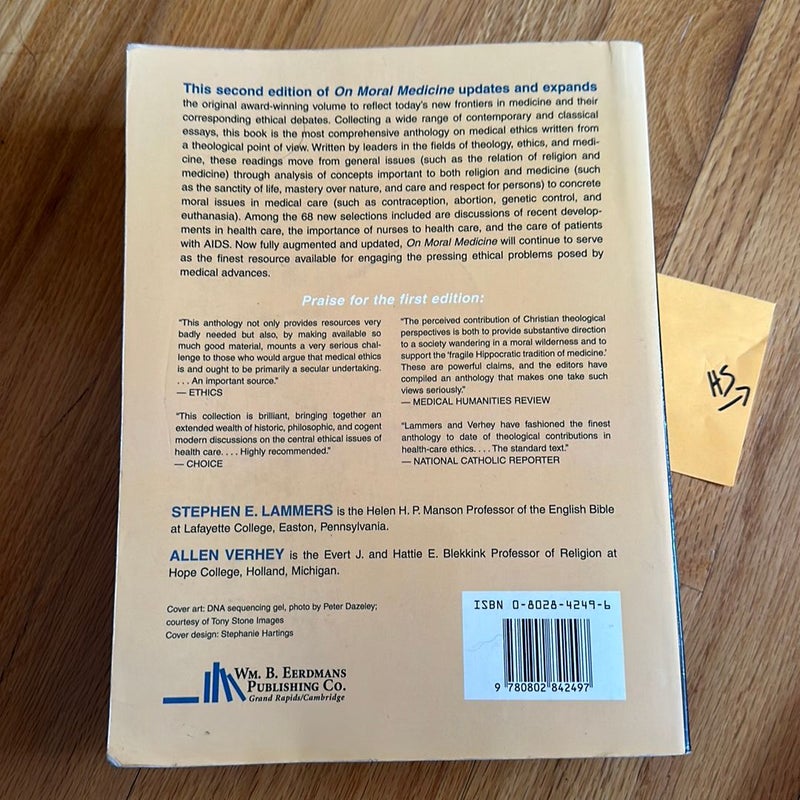 This second edition of On Moral Medicine updates and expands
the original award-winning volume to reflect today's new frontiers in medicine and their
corresponding ethical debates. Collecting a wide range of contemporary and classical
essays, this book is the most comprehensive anthology on medical ethics written from
a theological point of view. Written by leaders in the fields of theology, ethics, and medi-
cine, these readings move from general issues (such as the relation of religion and
medicine) through analysis of concepts important to both religion and medicine (such
as the sanctity of life, mastery over nature, and care and respect for persons) to concrete
moral issues in medical care (such as contraception, abortion, genetic control, and
euthanasia). Among the 68 new selections included are discussions of recent develop-
ments in health care, the importance of nurses to health care, and the care of patients
with AIDS. Now fully augmented and updated, On Moral Medicine will continue to serve
as the finest resource available for engaging the pressing ethical problems posed by
medical advances.
Praise for the first edition:
"This anthology not only provides resources very
badly needed but also, by making available so
much good material, mounts a very serious chal-
lenge to those who would argue that medical ethics
is and ought to be primarily a secular undertaking.
. . . An important source."
— ETHICS
"This collection is brilliant, bringing together an
extended wealth of historic, philosophic, and cogent
modern discussions on the central ethical issues of
health care. . . . Highly recommended."
— CHOICE
"The perceived contribution of Christian theological
perspectives is both to provide substantive direction
to a society wandering in a moral wilderness and to
support the 'fragile Hippocratic tradition of medicine.'
These are powerful claims, and the editors have
compiled an anthology that makes one take such
views seriously."
— MEDICAL HUMANITIES REVIEW
"Lammers and Verhey have fashioned the finest
anthology to date of theological contributions in
health-care ethics. . . . The standard text."
— NATIONAL CATHOLIC REPORTER
STEPHEN E. LAMMERS is the Helen H. P. Manson Professor of the English Bible
at Lafayette College, Easton, Pennsylvania.
ALLEN VERHEY is the Evert J. and Hattie E. Blekkink Professor of Religion at
Hope College, Holland, Michigan.
Cover art: DNA sequencing gel, photo by Peter Dazeley;
courtesy of Tony Stone Images
Cover design: Stephanie Hartings
WM. B. EERDMANS
PUBLISHING CO.
Grand Rapids/Cambridge
ISBN 0-8028-4249-6
9 780802 842497
HS